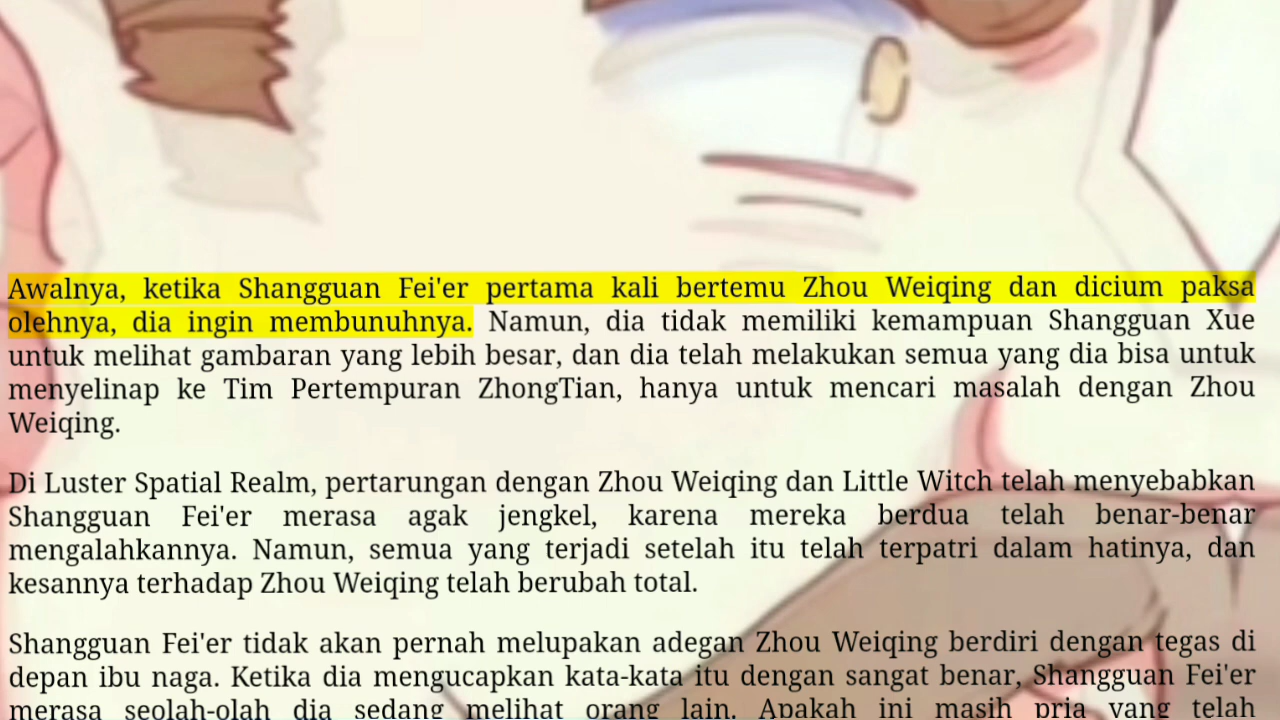 Awalnya, ketika Shangguan Fei'er pertama kali bertemu Zhou Weiqing dan dicium paksa
olehnya, dia ingin membunuhnya. Namun, dia tidak memiliki kemampuan Shangguan Xue
untuk melihat gambaran yang lebih besar, dan dia telah melakukan semua yang dia bisa untuk
menyelinap ke Tim Pertempuran ZhongTian, hanya untuk mencari masalah dengan Zhou
Weiqing.
Di Luster Spatial Realm, pertarungan dengan Zhou Weiqing dan Little Witch telah menyebabkan
Shangguan Fei'er merasa agak jengkel, karena mereka berdua telah benar-benar
mengalahkannya. Namun, semua yang terjadi setelah itu telah terpatri dalam hatinya, dan
kesannya terhadap Zhou Weiqing telah berubah total.
Shangguan Fei'er tidak akan pernah melupakan adegan Zhou Weiqing berdiri dengan tegas di
depan ibu naga. Ketika dia mengucapkan kata-kata itu dengan sangat benar, Shangguan Fei'er
merasa seolah-olah dia sedang melihat orang lain. Apakah ini masih pria yang telah